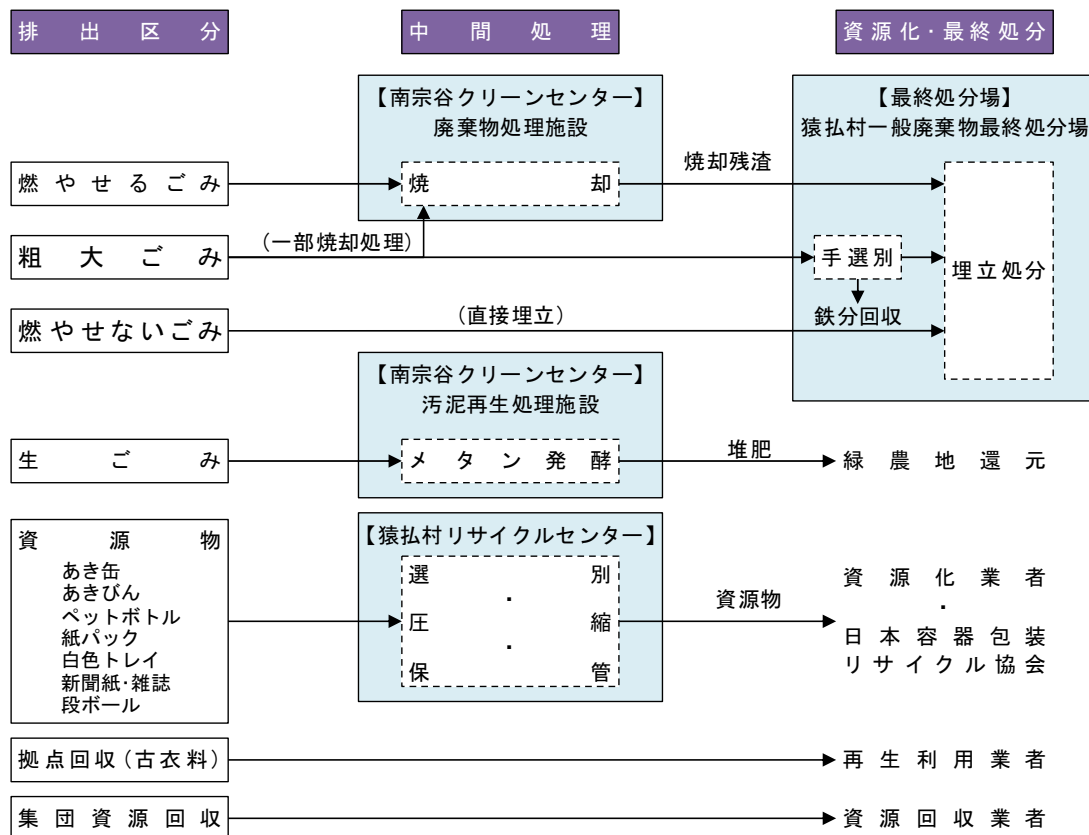 排出区分
中間処理
資源化・最終処分
【南宗谷クリーンセンター】
廃棄物処理施設
【最終処分場】
猿払村一般廃棄物最終処分場
燃やせるごみ
焼却
焼却残渣
(一部焼却処理)
粗大ごみ
手選別
埋立処分
燃やせないごみ
(直接埋立)
鉄分回収
【南宗谷クリーンセンター】
汚泥再生処理施設
生ごみ
メタン発酵
堆肥
緑農地還元
資源物
あき缶
あきびん
ペットボトル
紙パック
白色トレイ
新聞紙・雑誌
段ボール
【猿払村リサイクルセンター】
選別
・
圧縮
・
保管
資源物
資源化業者
・
日本容器包装
リサイクル協会
拠点回収(古衣料)
再生利用業者
集団資源回収
資源回収業者